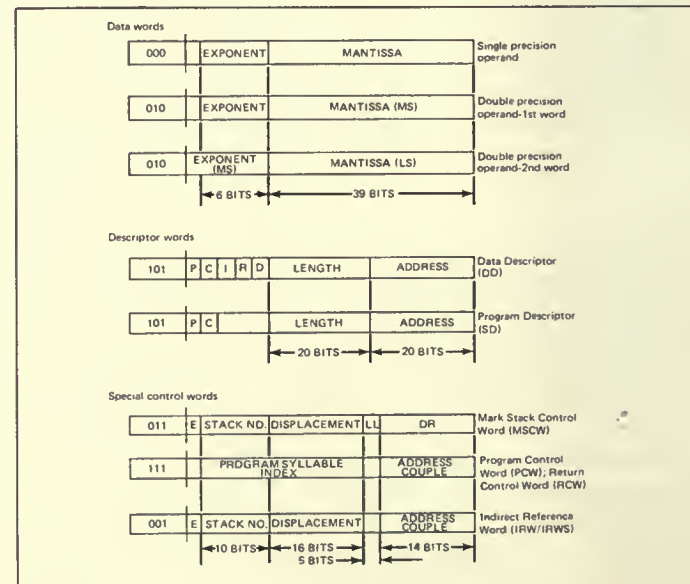 Data words
000 EXPONENT MANTISSA Single precision
operand
010 EXPONENT MANTISSA (MS) Double precision
operand-1st word
010 EXPONENT
(MS) MANTISSA (LS) Double precision
operand-2nd word
6 BITS 39 BITS
Descriptor words
101 P C I R D LENGTH ADDRESS Data Descriptor
(DD)
101 P C LENGTH ADDRESS Program Descriptor
(SD)
20 BITS 20 BITS
Special control words
011 E STACK NO. DISPLACEMENT LL DR Mark Stack Control
Word (MSCW)
111 PROGRAM SYLLABLE
INDEX ADDRESS
COUPLE Program Control
Word (PCW); Return
Control Word (RCW)
001 E STACK NO. DISPLACEMENT ADDRESS
COUPLE Indirect Reference
Word (IRW/IRWS)
10 BITS 16 BITS 14 BITS
5 BITS